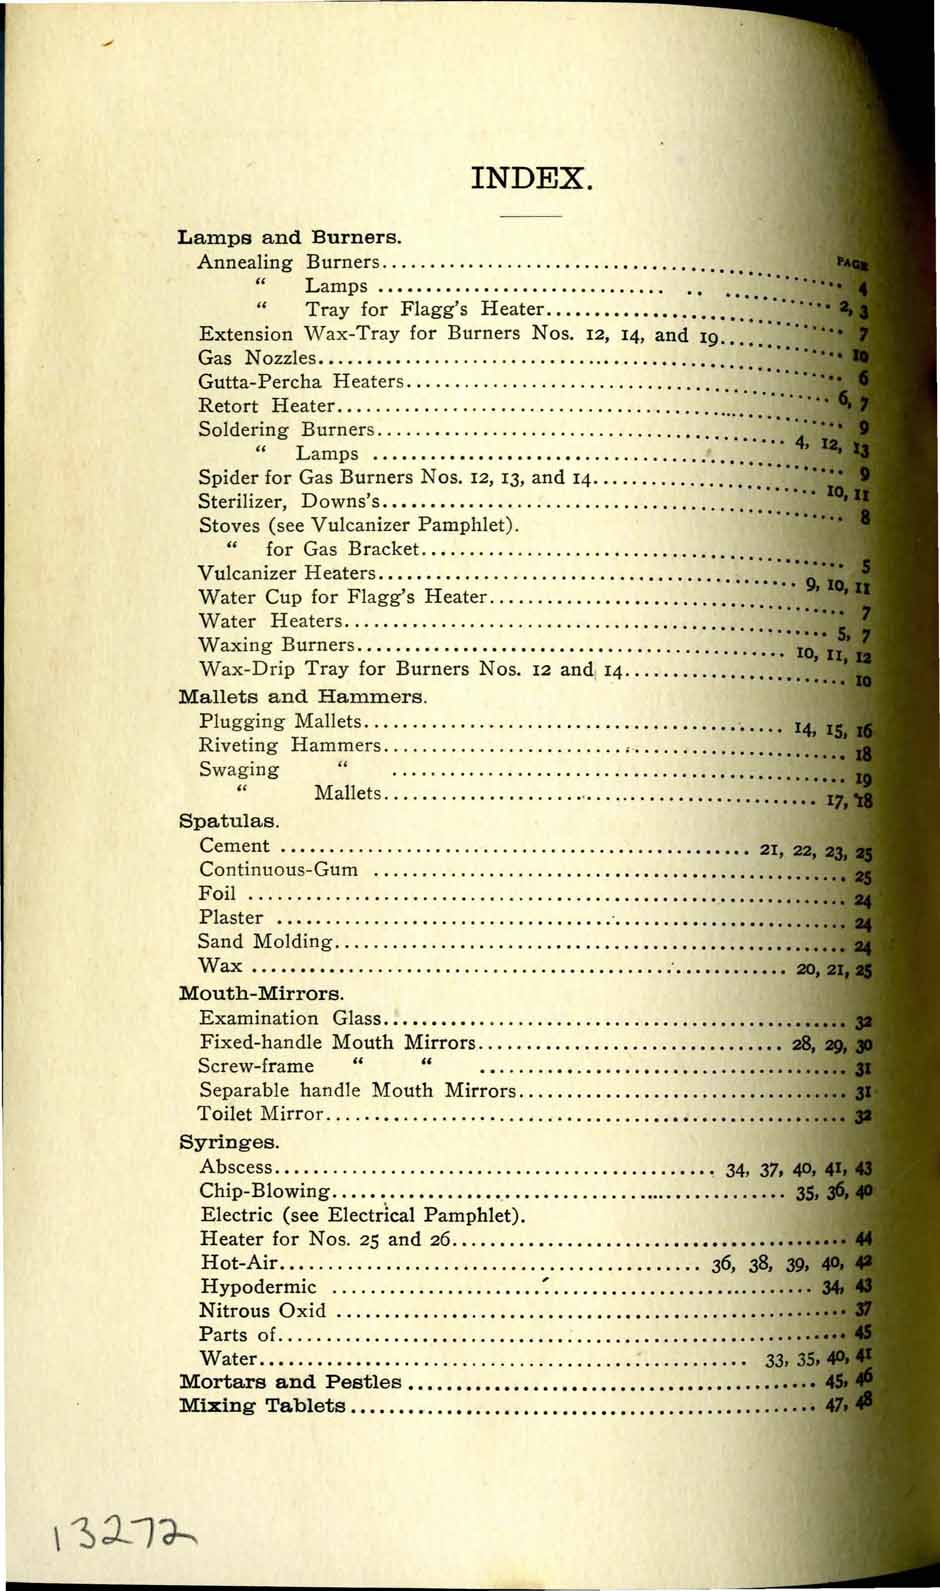 INDEX.
Lamps and Burners.
PAGE
Annealing Burners........................................ 4
“ Lamps ........................................ 2, 3
“ Tray for Flagg's Heater.............................. 7
Extension Wax-Tray for Burners Nos. 12, 14, and 19............ 10
Gas Nozzles.................................................. 6
Gutta-Percha Heaters........................................ 6, 7
Retort Heater................................................ 9
Soldering Burners........................................ 4, 12, 13
“ Lamps ................................................ 9
Spider for Gas Burners Nos. 12, 13, and 14.................... 10, 11
Sterilizer, Downs's.......................................... 8
Stoves (see Vulcanizer Pamphlet).
“ for Gas Bracket........................................ 5
Vulcanizer Heaters........................................ 9, 10, 11
Water Cup for Flagg's Heater.................................. 7
Water Heaters................................................ 5, 7
Waxing Burners............................................ 10, 11, 12
Wax-Drip Tray for Burners Nos. 12 and 14...................... 10
Mallets and Hammers.
Plugging Mallets........................................ 14, 15, 16
Riveting Hammers............................................ 18
Swaging “ ............................................ 19
“ Mallets............................................ 17, 18
Spatulas.
Cement ............................................ 21, 22, 23, 25
Continuous-Gum ............................................ 25
Foil ........................................................ 24
Plaster .................................................... 24
Sand Molding................................................ 24
Wax .................................................... 20, 21, 25
Mouth-Mirrors.
Examination Glass............................................ 32
Fixed-handle Mouth Mirrors.............................. 28, 29, 30
Screw-frame “ “ .................................... 31
Separable handle Mouth Mirrors................................ 31
Toilet Mirror................................................ 32
Syringes.
Abscess............................................ 34, 37, 40, 41, 43
Chip-Blowing............................................ 35, 36, 40
Electric (see Electrical Pamphlet).
Heater for Nos. 25 and 26.................................... 44
Hot-Air............................................ 36, 38, 39, 40, 42
Hypodermic ................................................ 34, 43
Nitrous Oxid ................................................ 37
Parts of.................................................... 45
Water................................................ 33, 35, 40, 41
Mortars and Pestles ........................................ 45, 46
Mixing Tablets.............................................. 47, 48
13272